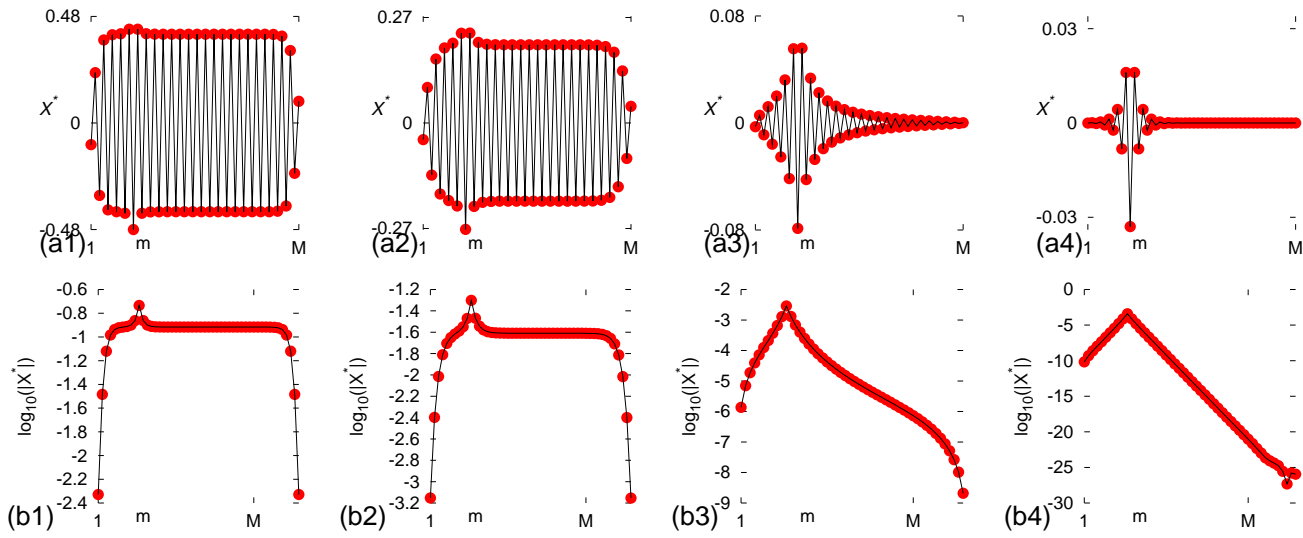 0.48
X*
0
-0.48
(a1)
1
m
M
0.27
X*
0
-0.27
(a2)
1
m
M
0.08
X*
0
-0.08
(a3)
1
m
M
0.03
X*
0
-0.03
(a4)
1
m
M
-0.6
-0.8
-1
-1.2
-1.4
-1.6
-1.8
-2
-2.2
-2.4
log10(|X*|)
(b1)
1
m
M
-1.2
-1.4
-1.6
-1.8
-2
-2.2
-2.4
-2.6
-2.8
-3
-3.2
log10(|X*|)
(b2)
1
m
M
-2
-3
-4
-5
-6
-7
-8
-9
log10(|X*|)
(b3)
1
m
M
0
-5
-10
-15
-20
-25
-30
log10(|X*|)
(b4)
1
m
M